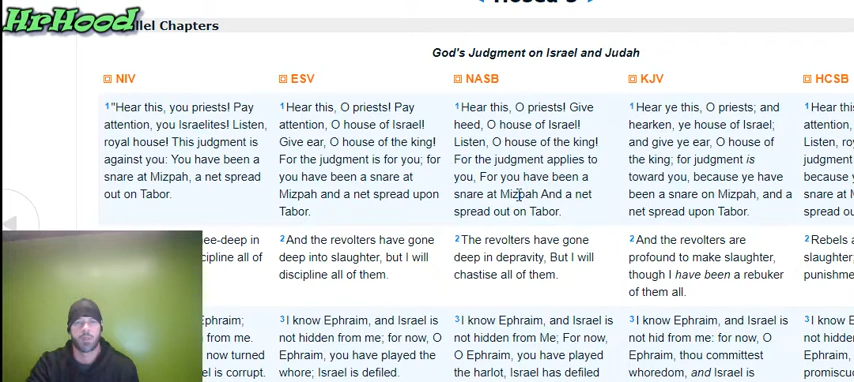 HrHood
llel Chapters
God's Judgment on Israel and Judah
NIV
1"Hear this, you priests! Pay
attention, you Israelites! Listen,
royal house! This judgment is
against you: You have been a
snare at Mizpah, a net spread
out on Tabor.
nee-deep in
cipline all of
Ephraim;
from me.
now turned
el is corrupt.
ESV
1Hear this, O priests! Pay
attention, O house of Israel!
Give ear, O house of the king!
For the judgment is for you; for
you have been a snare at
Mizpah and a net spread upon
Tabor.
2And the revolters have gone
deep into slaughter, but I will
discipline all of them.
3I know Ephraim, and Israel is
not hidden from me; for now, O
Ephraim, you have played the
whore; Israel is defiled.
NASB
1Hear this, O priests! Give
heed, O house of Israel!
Listen, O house of the king!
For the judgment applies to
you, For you have been a
snare at Mizpah And a net
spread out on Tabor.
2The revolters have gone
deep in depravity, But I will
chastise all of them.
3I know Ephraim, and Israel is
not hidden from Me; For now,
O Ephraim, you have played
the harlot, Israel has defiled
KJV
1Hear ye this, O priests; and
hearken, ye house of Israel;
and give ye ear, O house of
the king; for judgment is
toward you, because ye have
been a snare on Mizpah, and a
net spread upon Tabor.
2And the revolters are
profound to make slaughter,
though I have been a rebuker
of them all.
3I know Ephraim, and Israel is
not hid from me: for now, O
Ephraim, thou committest
whoredom, and Israel is
HCSB
1Hear this
attention,
Listen, ro
judgment
because
snare at M
spread ou
2Rebels a
slaughter;
punishme
3I know E
not hidde
Ephraim,
promiscu